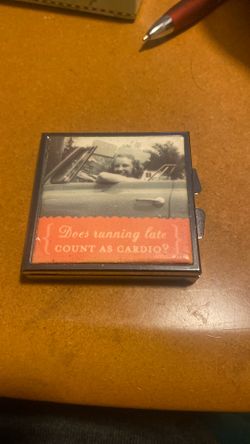 Does running late
COUNT AS CARDIO?